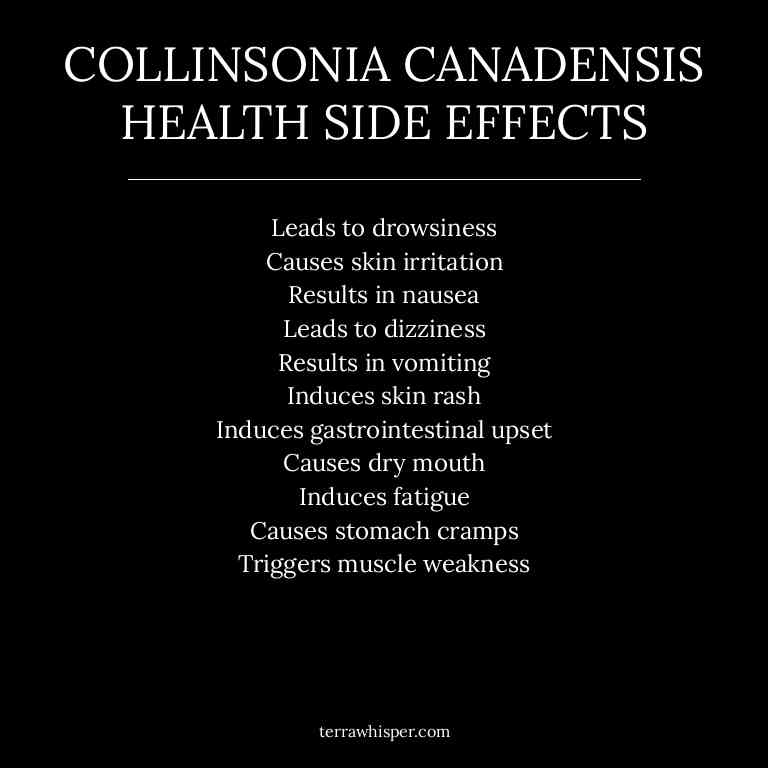 COLLINSONIA CANADENSIS
HEALTH SIDE EFFECTS
Leads to drowsiness
Causes skin irritation
Results in nausea
Leads to dizziness
Results in vomiting
Induces skin rash
Induces gastrointestinal upset
Causes dry mouth
Induces fatigue
Causes stomach cramps
Triggers muscle weakness
terrawhisper.com